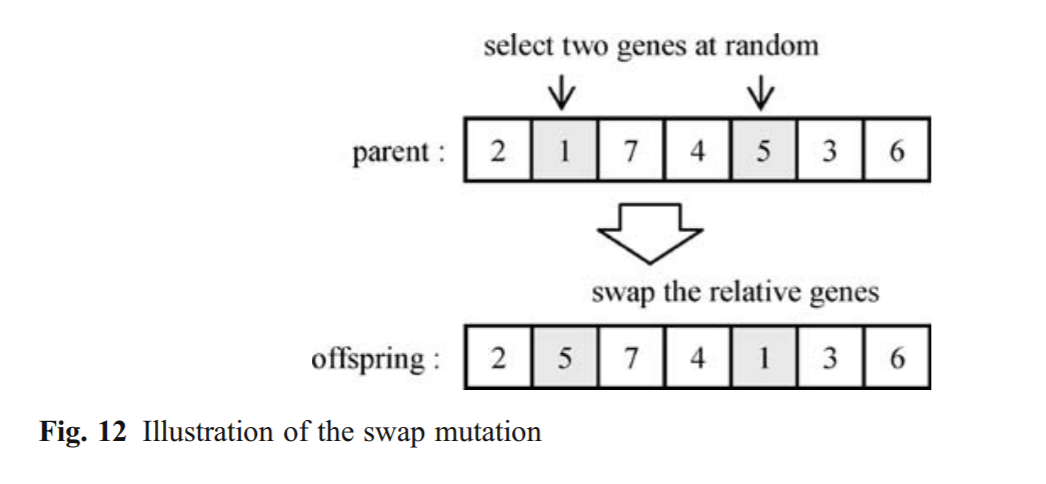 select two genes at random
parent : 2 1 7 4 5 3 6
swap the relative genes
offspring : 2 5 7 4 1 3 6
Fig. 12 Illustration of the swap mutation